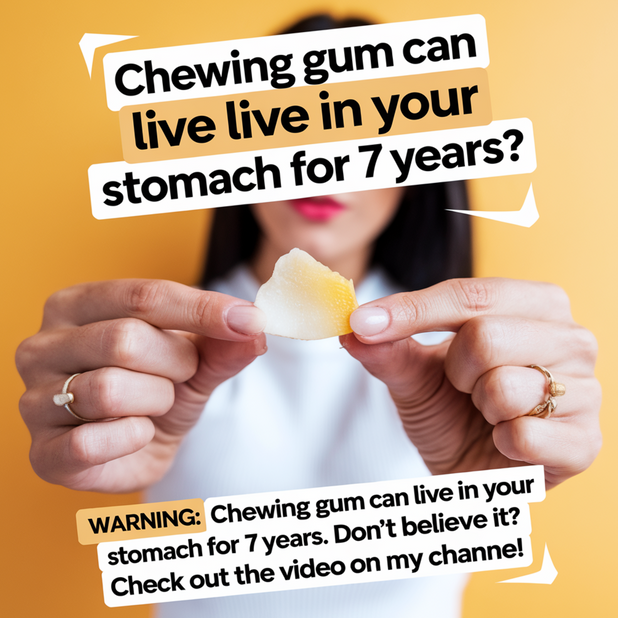 Chewing gum can
live live in your
stomach for 7 years?
WARNING: Chewing gum can live in your
stomach for 7 years. Don't believe it?
Check out the video on my channe!